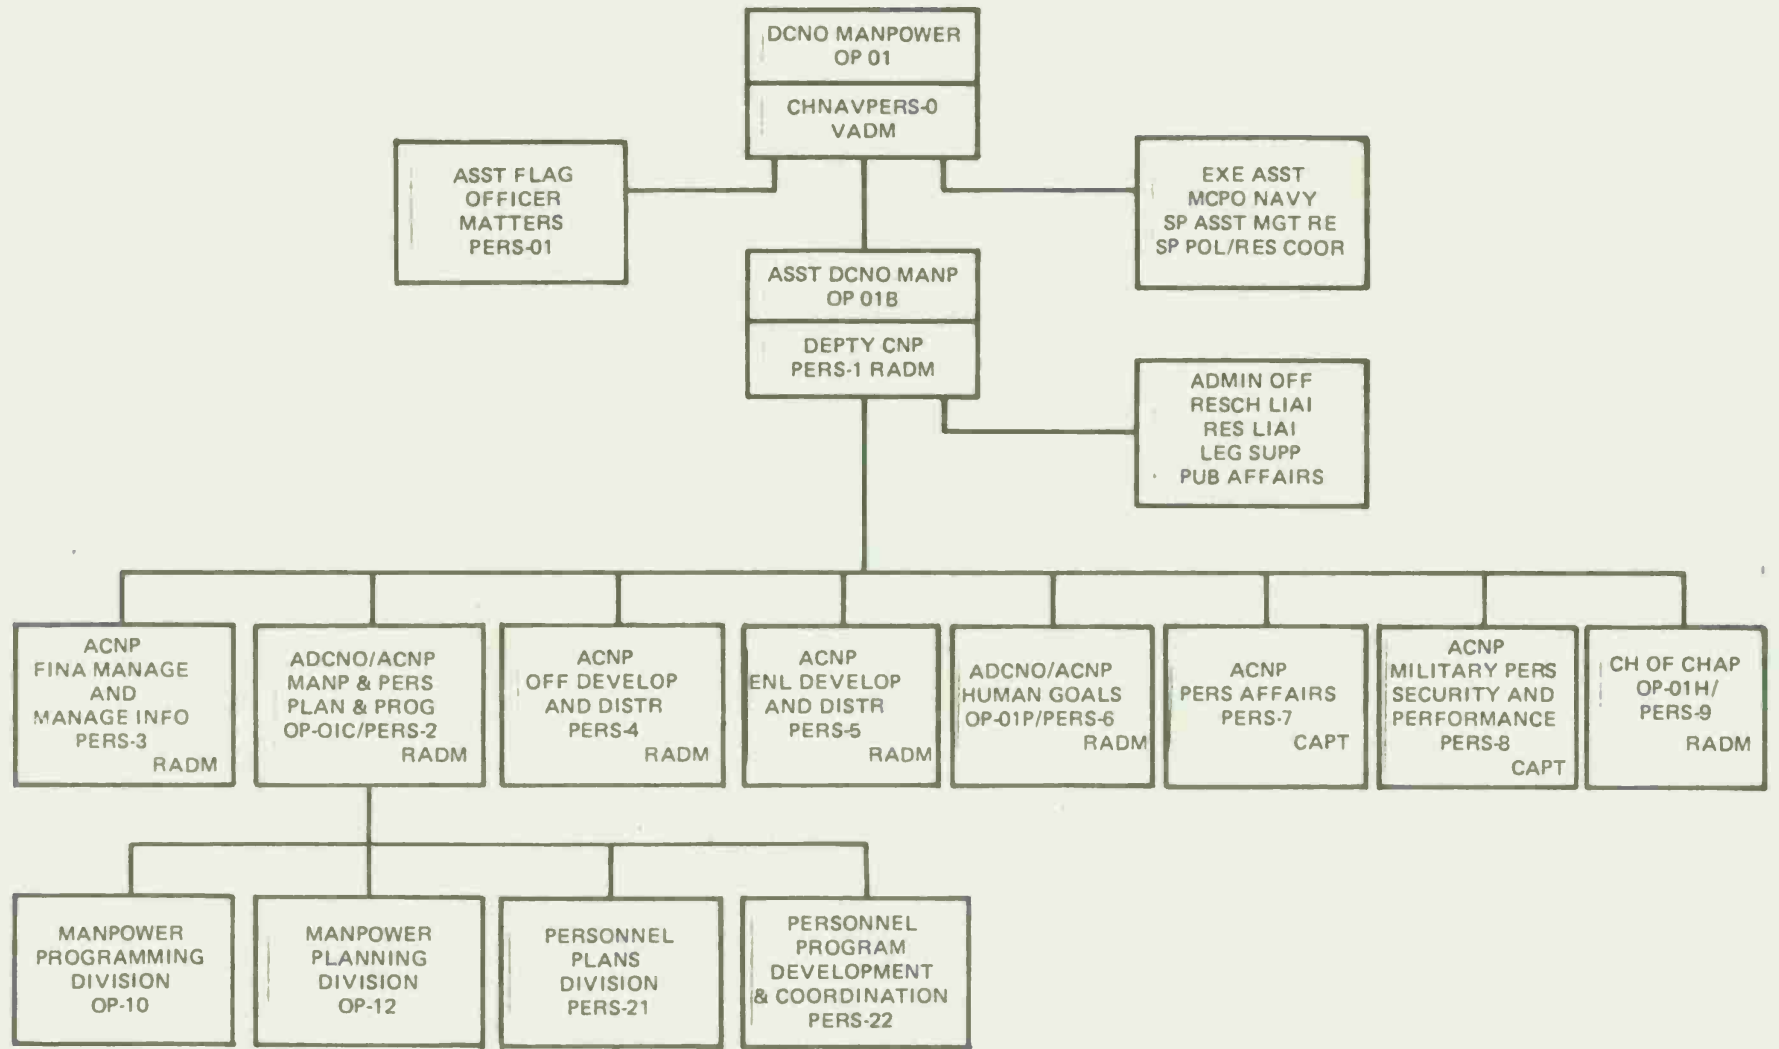 DCNO MANPOWER
OP 01
CHNAVPERS-0
VADM
ASST FLAG
OFFICER
MATTERS
PERS-01
EXE ASST
MCPO NAVY
SP ASST MGT RE
SP POL/RES COOR
ASST DCNO MANP
OP 01B
DEPTY CNP
PERS-1 RADM
ADMIN OFF
RESCH LIAI
RES LIAI
LEG SUPP
PUB AFFAIRS
ACNP
FINA MANAGE
AND
MANAGE INFO
PERS-3
RADM
ADCNO/ACNP
MANP & PERS
PLAN & PROG
OP-OIC/PERS-2
RADM
ACNP
OFF DEVELOP
AND DISTR
PERS-4
RADM
ACNP
ENL DEVELOP
AND DISTR
PERS-5
RADM
ADCNO/ACNP
HUMAN GOALS
OP-01P/PERS-6
RADM
ACNP
PERS AFFAIRS
PERS-7
CAPT
ACNP
MILITARY PERS
SECURITY AND
PERFORMANCE
PERS-8
CAPT
CH OF CHAP
OP-01H/
PERS-9
RADM
MANPOWER
PROGRAMMING
DIVISION
OP-10
MANPOWER
PLANNING
DIVISION
OP-12
PERSONNEL
PLANS
DIVISION
PERS-21
PERSONNEL
PROGRAM
DEVELOPMENT
& COORDINATION
PERS-22